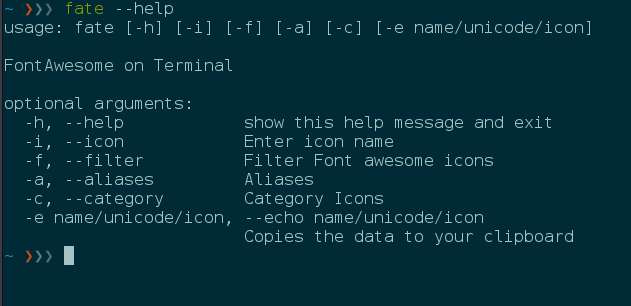 ~ ❯❯❯ fate --help
usage: fate [-h] [-i] [-f] [-a] [-c] [-e name/unicode/icon]
FontAwesome on Terminal
optional arguments:
-h, --help show this help message and exit
-i, --icon Enter icon name
-f, --filter Filter Font awesome icons
-a, --aliases Aliases
-c, --category Category Icons
-e name/unicode/icon, --echo name/unicode/icon
Copies the data to your clipboard
~ ❯❯❯